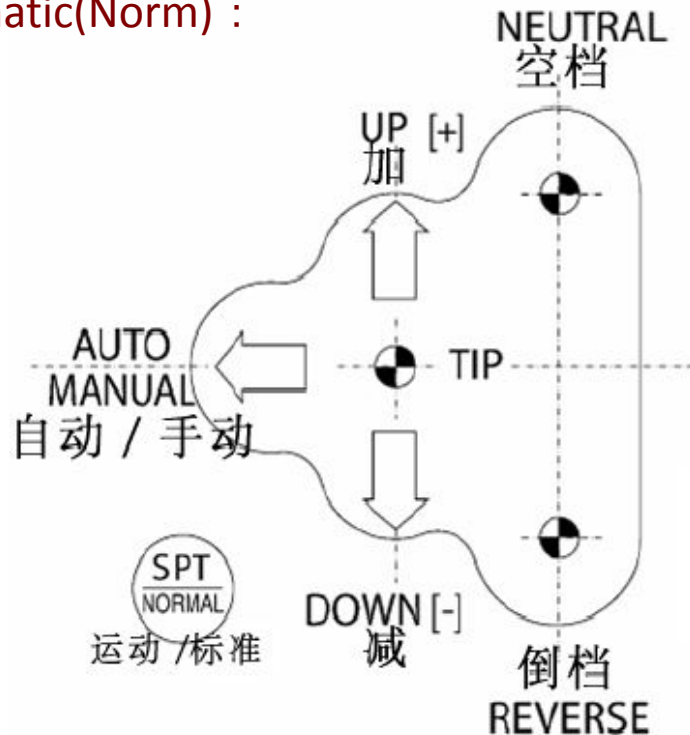 atic(Norm) :
NEUTRAL
空档
UP [+]
加
AUTO
MANUAL
自动 / 手动
TIP
SPT
NORMAL
运动 /标准
DOWN [-]
减
倒档
REVERSE